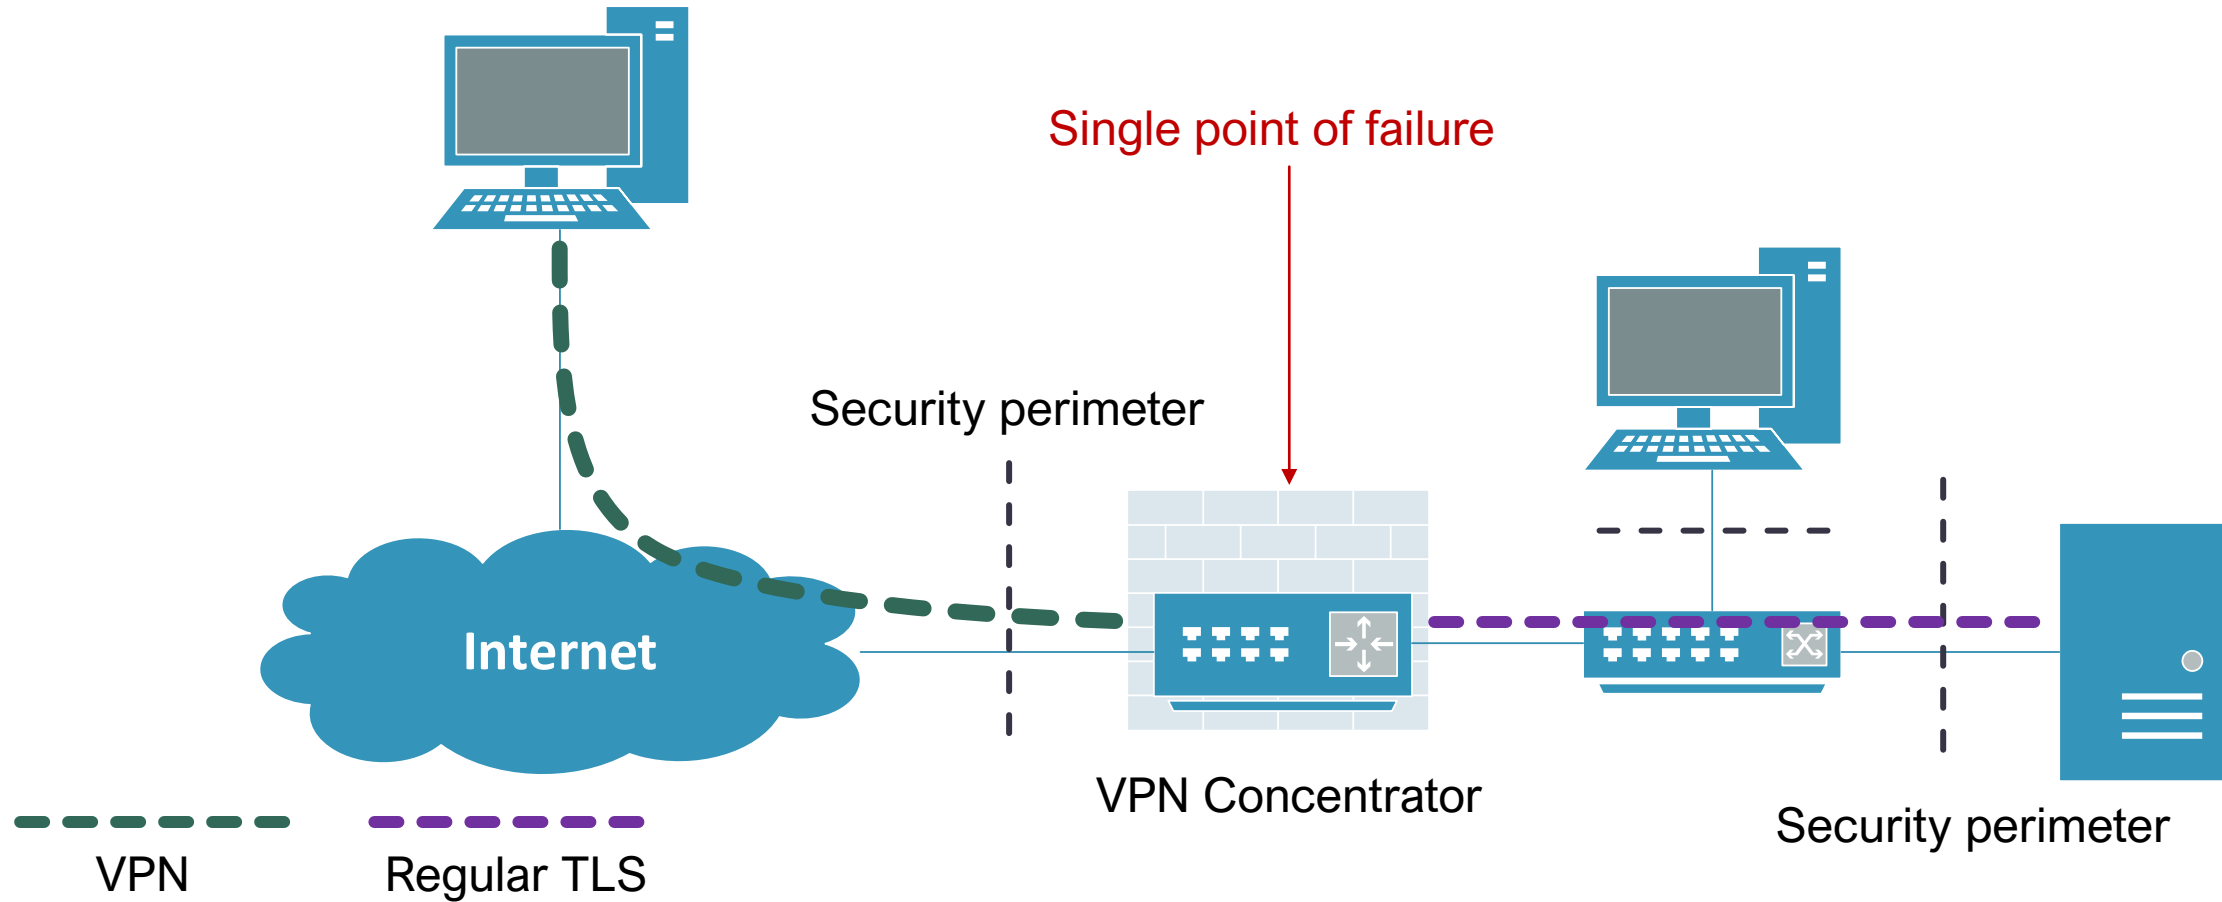 Single point of failure
Security perimeter
Internet
VPN Concentrator
Security perimeter
VPN
Regular TLS